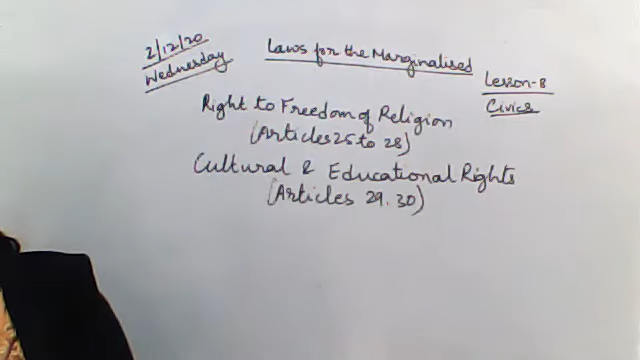 2/12/20
Wednesday
Laws for the Marginalised
Lesson-8
Civics
Right to Freedom of Religion
(Articles 25 to 28)
Cultural & Educational Rights
(Articles 29.30)